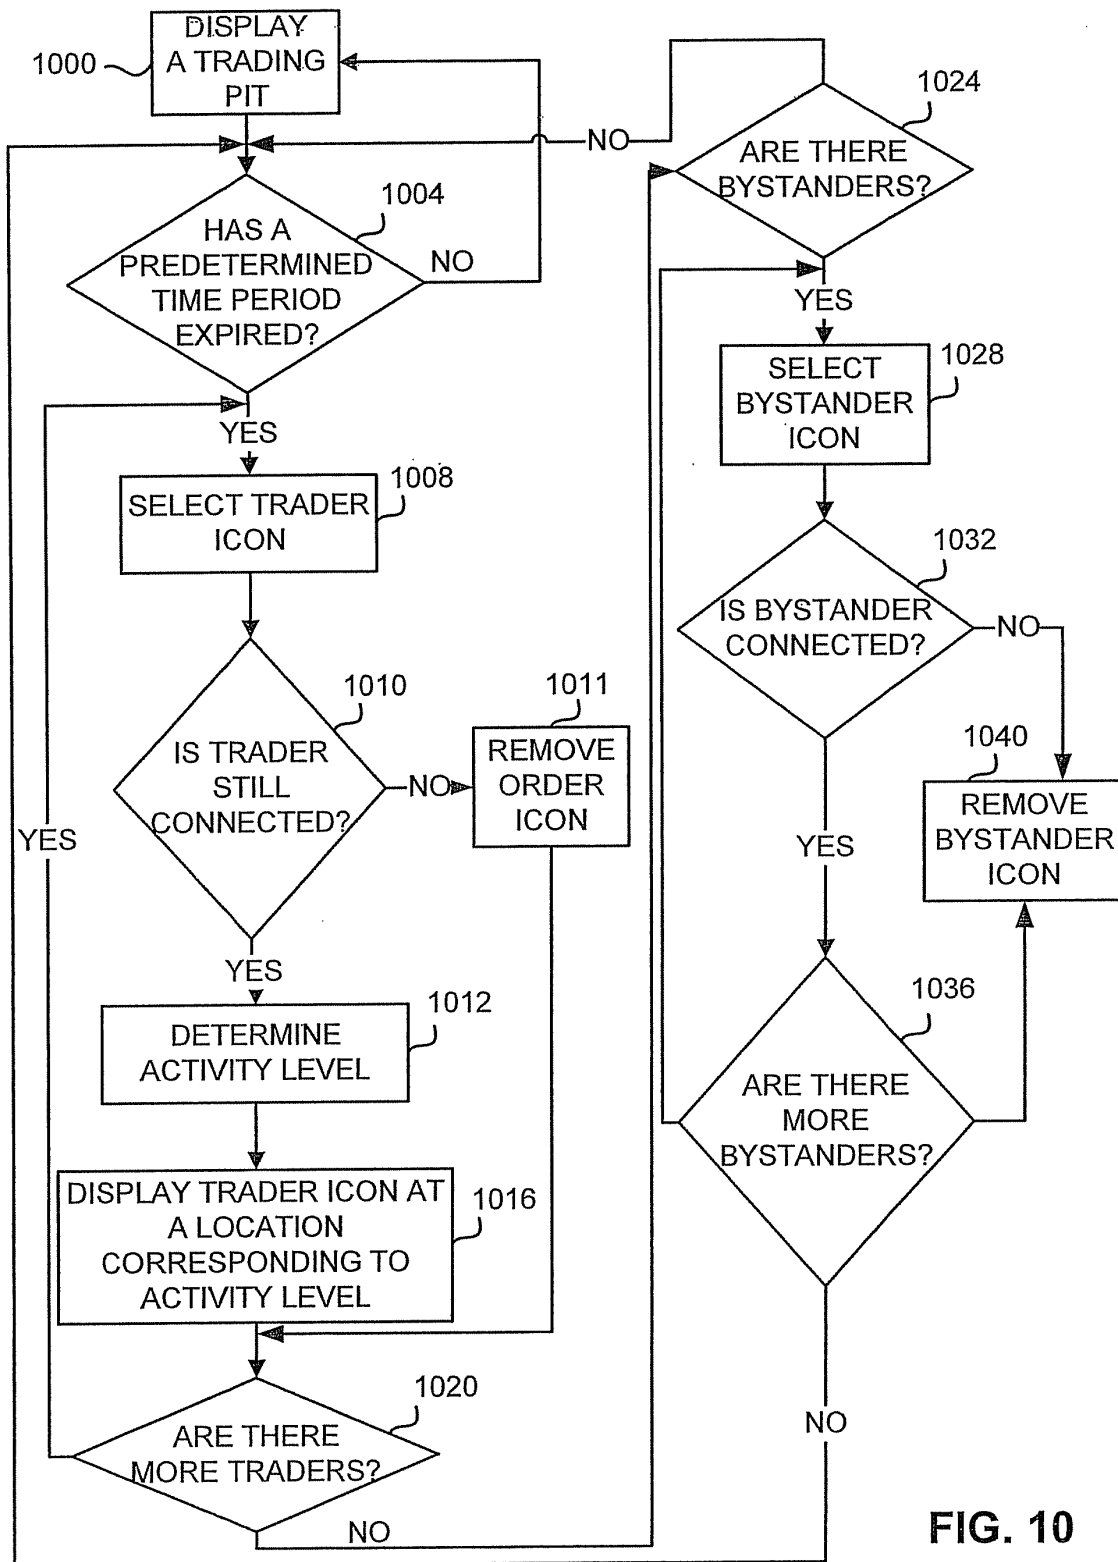 DISPLAY
A TRADING
PIT
1000
HAS A
PREDETERMINED
TIME PERIOD
EXPIRED?
1004
NO
YES
SELECT TRADER
ICON
1008
IS TRADER
STILL
CONNECTED?
1010
NO
REMOVE
ORDER
ICON
1011
YES
DETERMINE
ACTIVITY LEVEL
1012
DISPLAY TRADER ICON AT
A LOCATION
CORRESPONDING TO
ACTIVITY LEVEL
1016
ARE THERE
MORE TRADERS?
1020
YES
NO
ARE THERE
BYSTANDERS?
1024
NO
YES
SELECT
BYSTANDER
ICON
1028
IS BYSTANDER
CONNECTED?
1032
NO
YES
REMOVE
BYSTANDER
ICON
1040
ARE THERE
MORE
BYSTANDERS?
1036
NO
FIG. 10